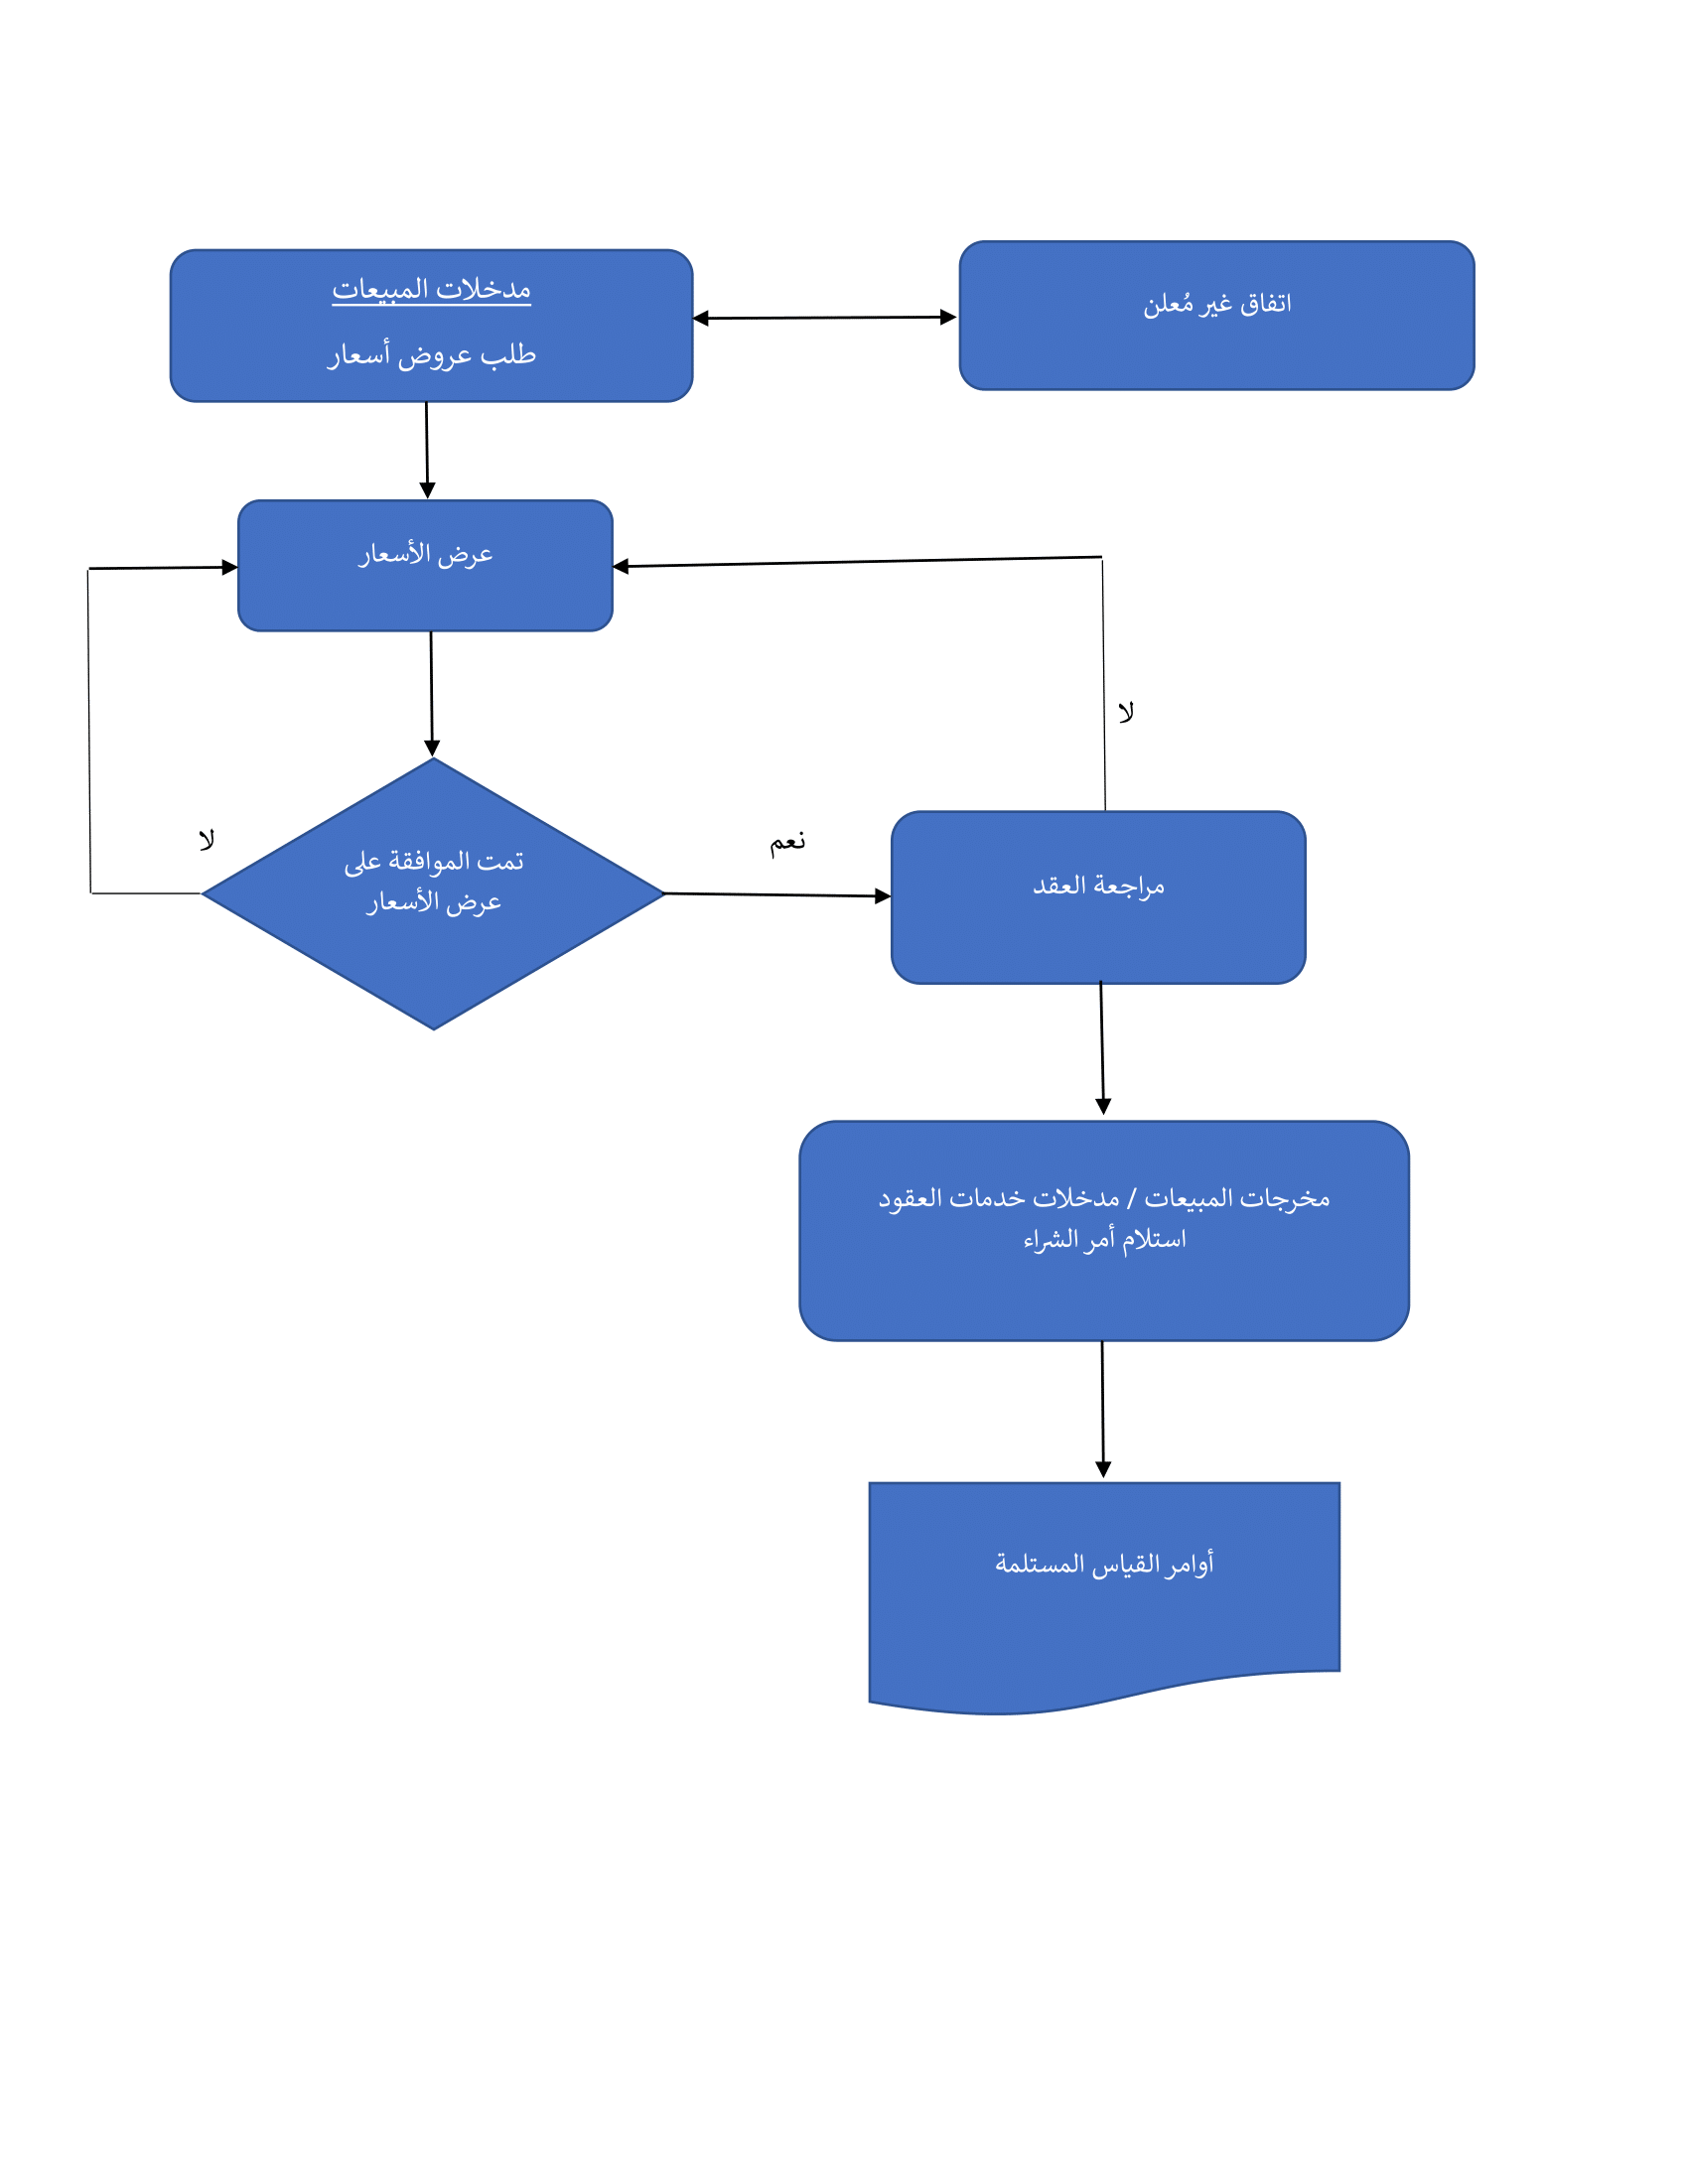 اتفاق غير مُعلن
مدخلات المبيعات
طلب عروض أسعار
عرض الأسعار
لا
تمت الموافقة على
عرض الأسعار
لا
نعم
مراجعة العقد
مخرجات المبيعات / مدخلات خدمات العقود
استلام أمر الشراء
أوامر القياس المستلمة